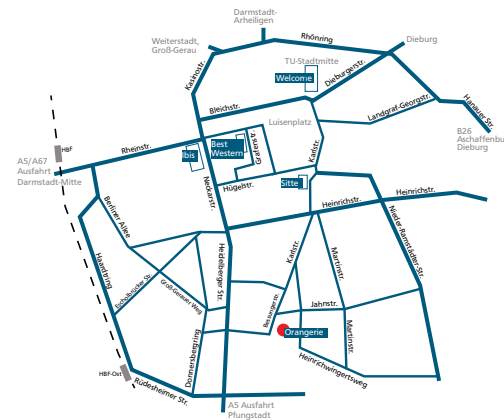 Darmstadt-
Arheiligen
Weiterstadt,
Groß-Gerau
Rhönring
Dieburg
Kasinostr.
TU-Stadtmitte
Welcome
Dieburgerstr.
Landgraf-Georgstr.
Hanauer Str.
Bleichstr.
Luisenplatz
B26
Aschaffenbu
Dieburg
HBF
A5/A67
Ausfahrt
Darmstadt-Mitte
Rheinstr.
Ibis
Best
Western
Grafenstr.
Karlstr.
Neckarstr.
Hügelstr.
Sitte
Heinrichstr.
Heinrichstr.
Nieder-Ramstädter-Str.
Berliner Allee
Haardtring
Eschollbrücker Str.
Groß-Gerauer Weg
Heidelberger Str.
Karlstr.
Martinstr.
Bessunger str.
Jahnstr.
Orangerie
Martinstr.
Heinrichwingertsweg
Donnersbergring
HBF-Ost
Rüdesheimer Str.
A5 Ausfahrt
Pfungstadt